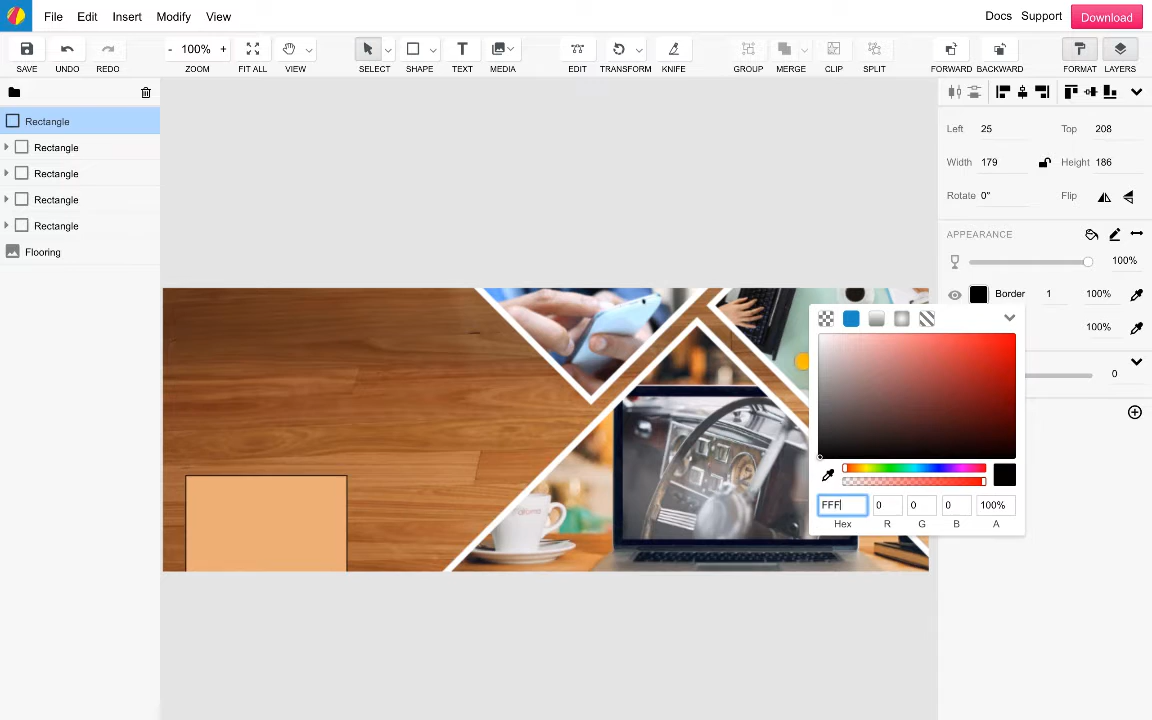 File Edit Insert Modify View Docs Support Download
- 100% +
SAVE UNDO REDO ZOOM FIT ALL VIEW SELECT SHAPE TEXT MEDIA EDIT TRANSFORM KNIFE GROUP MERGE CLIP SPLIT FORWARD BACKWARD FORMAT LAYERS
Rectangle
Rectangle
Rectangle
Rectangle
Rectangle
Flooring
Left 25 Top 208
Width 179 Height 186
Rotate 0° Flip
APPEARANCE
100%
Border 1 100%
100%
0
FFF 0 0 0 100%
Hex R G B A